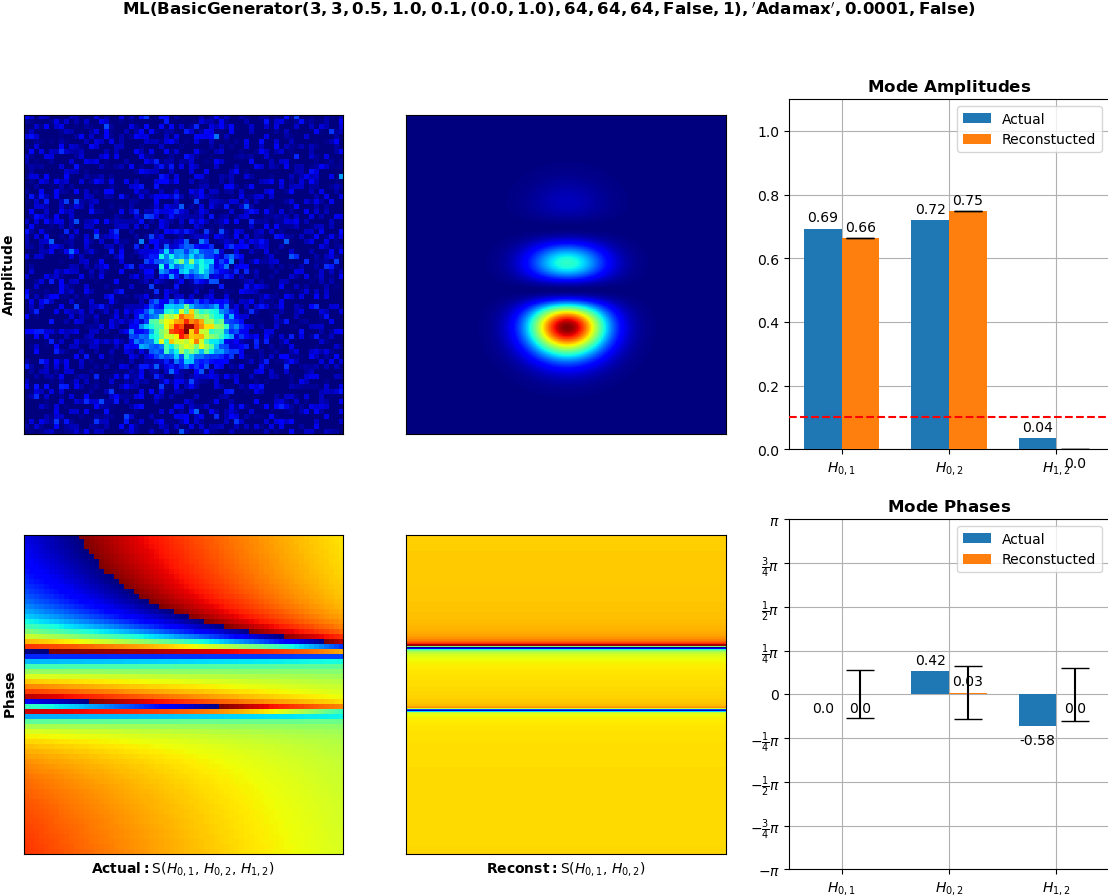 ML(BasicGenerator(3, 3, 0.5, 1.0, 0.1, (0.0, 1.0), 64, 64, 64, False, 1), 'Adamax', 0.0001, False)
Amplitude
Mode Amplitudes
Actual
Reconstucted
1.0
0.8
0.6
0.4
0.2
0.0
0.69
0.66
0.72
0.75
0.04
0.0
H0,1
H0,2
H1,2
Phase
Actual: S(H0,1, H0,2, H1,2)
Reconst: S(H0,1, H0,2)
Mode Phases
Actual
Reconstucted
π
3/4π
1/2π
1/4π
0
−1/4π
−1/2π
−3/4π
−π
0.0
0.0
0.42
0.03
-0.58
0.0
H0,1
H0,2
H1,2